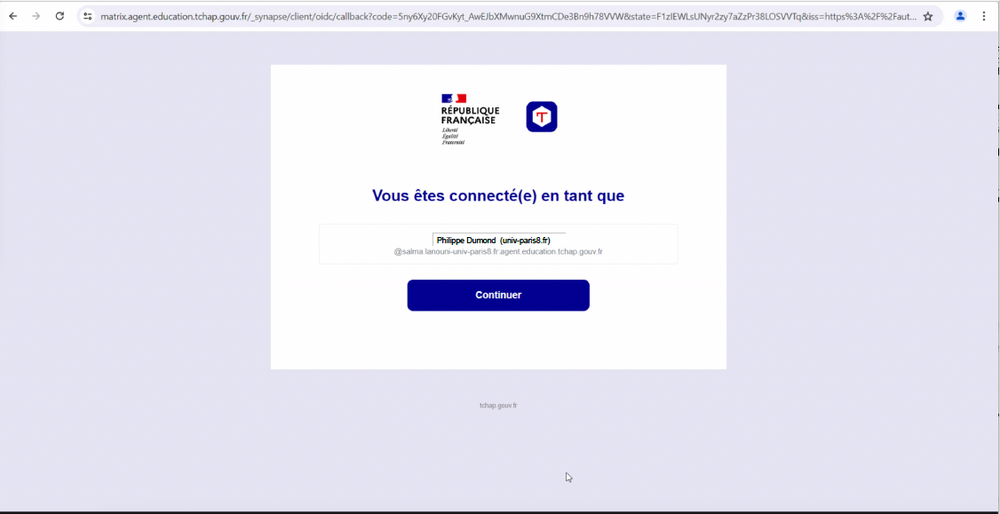 matrix.agent.education.tchap.gouv.fr/_synapse/client/oidc/callback?code=5ny6Xy20FGvKyt_AwEJbXMwnuG9XtmCDe3Bn9h78VVW&state=F1zIEWLsUNyr2zy7aZzPr38LOSVVTq&iss=https%3A%2F%2Faut...
RÉPUBLIQUE
FRANÇAISE
Liberté
Égalité
Fraternité
T
Vous êtes connecté(e) en tant que
Philippe Dumond (univ-paris8.fr)
@salma.lanouni-univ-paris8.fr:agent.education.tchap.gouv.fr
Continuer
tchap.gouv.fr